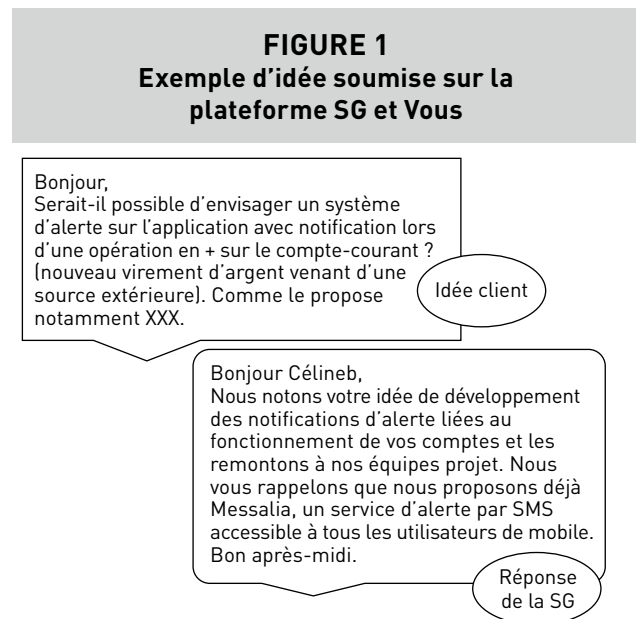 FIGURE 1
Exemple d'idée soumise sur la
plateforme SG et Vous
Bonjour,
Serait-il possible d'envisager un système
d'alerte sur l'application avec notification lors
d'une opération en + sur le compte-courant ?
(nouveau virement d'argent venant d'une
source extérieure). Comme le propose
notamment XXX.
Idée client
Bonjour Célineb,
Nous notons votre idée de développement
des notifications d'alerte liées au
fonctionnement de vos comptes et les
remontons à nos équipes projet. Nous
vous rappelons que nous proposons déjà
Messalia, un service d'alerte par SMS
accessible à tous les utilisateurs de mobile.
Bon après-midi.
Réponse
de la SG